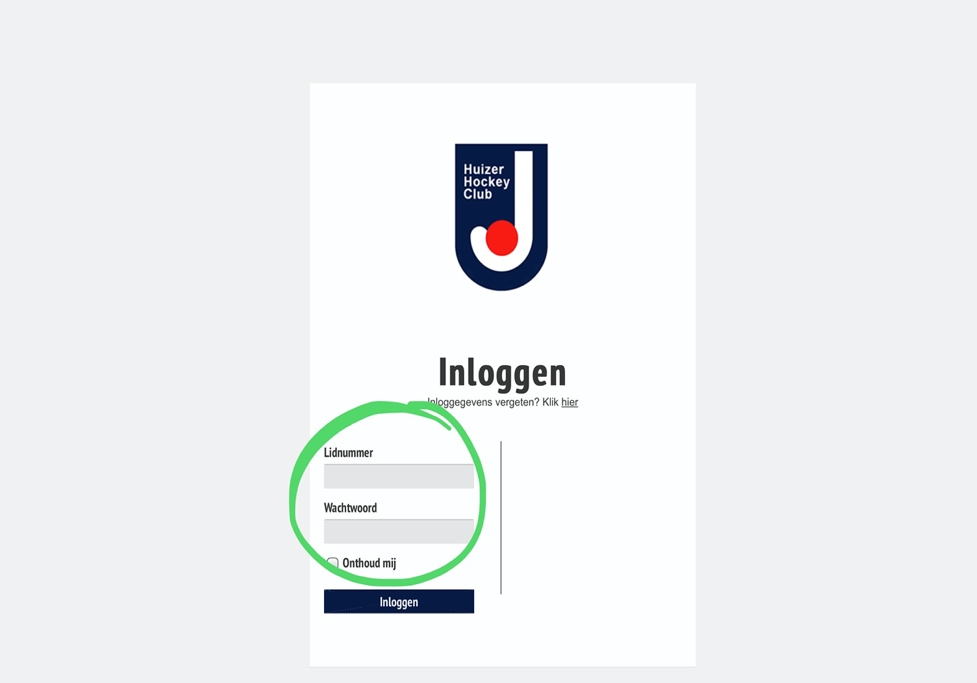 Huizer
Hockey
Club
Inloggen
Inloggegevens vergeten? Klik hier
Lidnummer
Wachtwoord
Onthoud mij
Inloggen